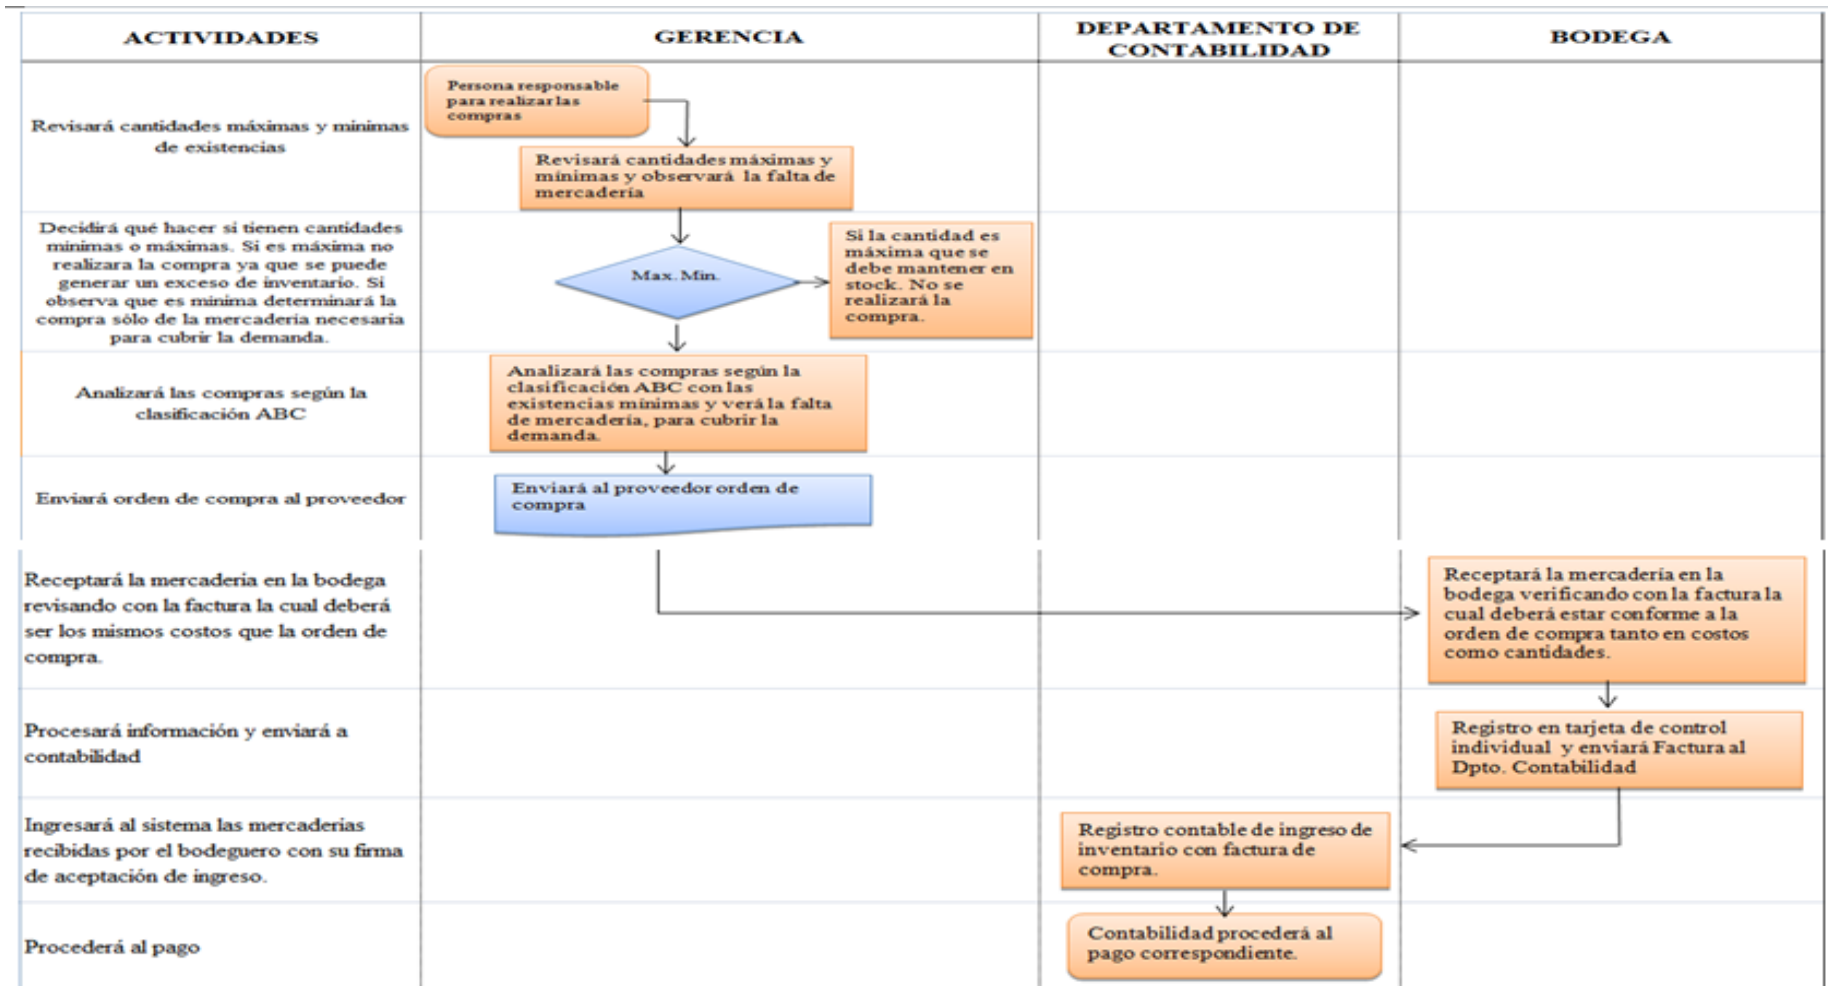 ACTIVIDADES
GERENCIA
DEPARTAMENTO DE
CONTABILIDAD
BODEGA
Revisará cantidades máximas y minimas
de existencias
Persona responsable
para realizar las
compras
Revisará cantidades máximas y
mínimas y observará la falta de
mercadería
Decidirá qué hacer si tienen cantidades
minimas o máximas. Si es máxima no
realizara la compra ya que se puede
generar un exceso de inventario. Si
observa que es minima determinará la
compra sólo de la mercaderia necesaria
para cubrir la demanda.
Max. Min.
Si la cantidad es
máxima que se
debe mantener en
stock. No se
realizará la
compra.
Analizará las compras según la
clasificación ABC
Analizará las compras según la
clasificación ABC con las
existencias mínimas y verá la falta
de mercadería, para cubrir la
demanda.
Enviará orden de compra al proveedor
Enviará al proveedor orden de
compra
Receptará la mercaderia en la bodega
revisando con la factura la cual deberá
ser los mismos costos que la orden de
compra.
Receptará la mercadería en la
bodega verificando con la factura la
cual deberá estar conforme a la
orden de compra tanto en costos
como cantidades.
Procesará información y enviará a
contabilidad
Registro en tarjeta de control
individual y enviará Factura al
Dpto. Contabilidad
Ingresará al sistema las mercaderias
recibidas por el bodeguero con su firma
de aceptación de ingreso.
Registro contable de ingreso de
inventario con factura de
compra.
Procederá al pago
Contabilidad procederá al
pago correspondiente.